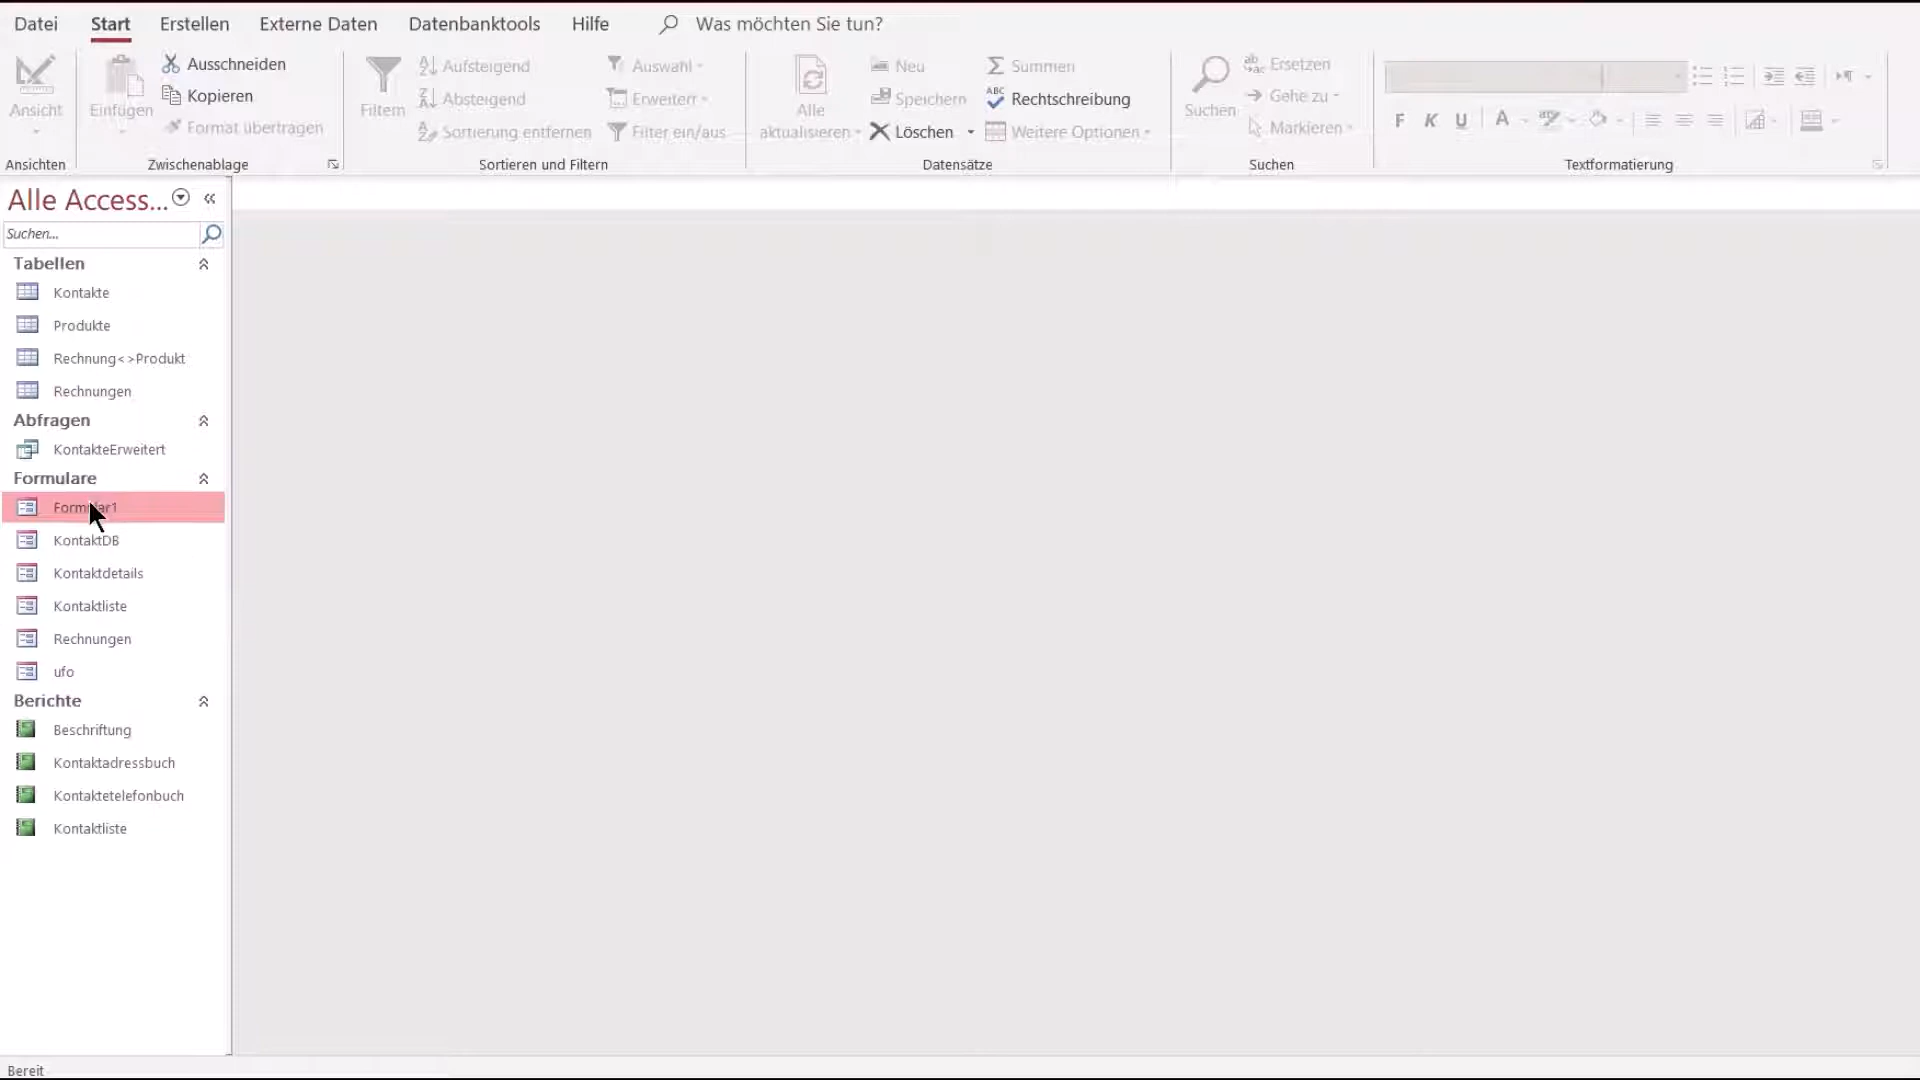 Datei Start Erstellen Externe Daten Datenbanktools Hilfe Was möchten Sie tun?
Ansicht
Einfügen
Ausschneiden
Kopieren
Format übertragen
Filtern
Aufsteigend
Absteigend
Sortierung entfernen
Auswahl
Erweitert
Filter ein/aus
Alle
aktualisieren
Neu
Speichern
Löschen
Summen
Rechtschreibung
Weitere Optionen
Suchen
Ersetzen
Gehe zu
Markieren
F K U A
Ansichten Zwischenablage Sortieren und Filtern Datensätze Suchen Textformatierung
Alle Access...
Suchen...
Tabellen
Kontakte
Produkte
Rechnung<>Produkt
Rechnungen
Abfragen
KontakteErweitert
Formulare
Formular1
KontaktDB
Kontaktdetails
Kontaktliste
Rechnungen
ufo
Berichte
Beschriftung
Kontaktadressbuch
Kontaktetelefonbuch
Kontaktliste
Bereit